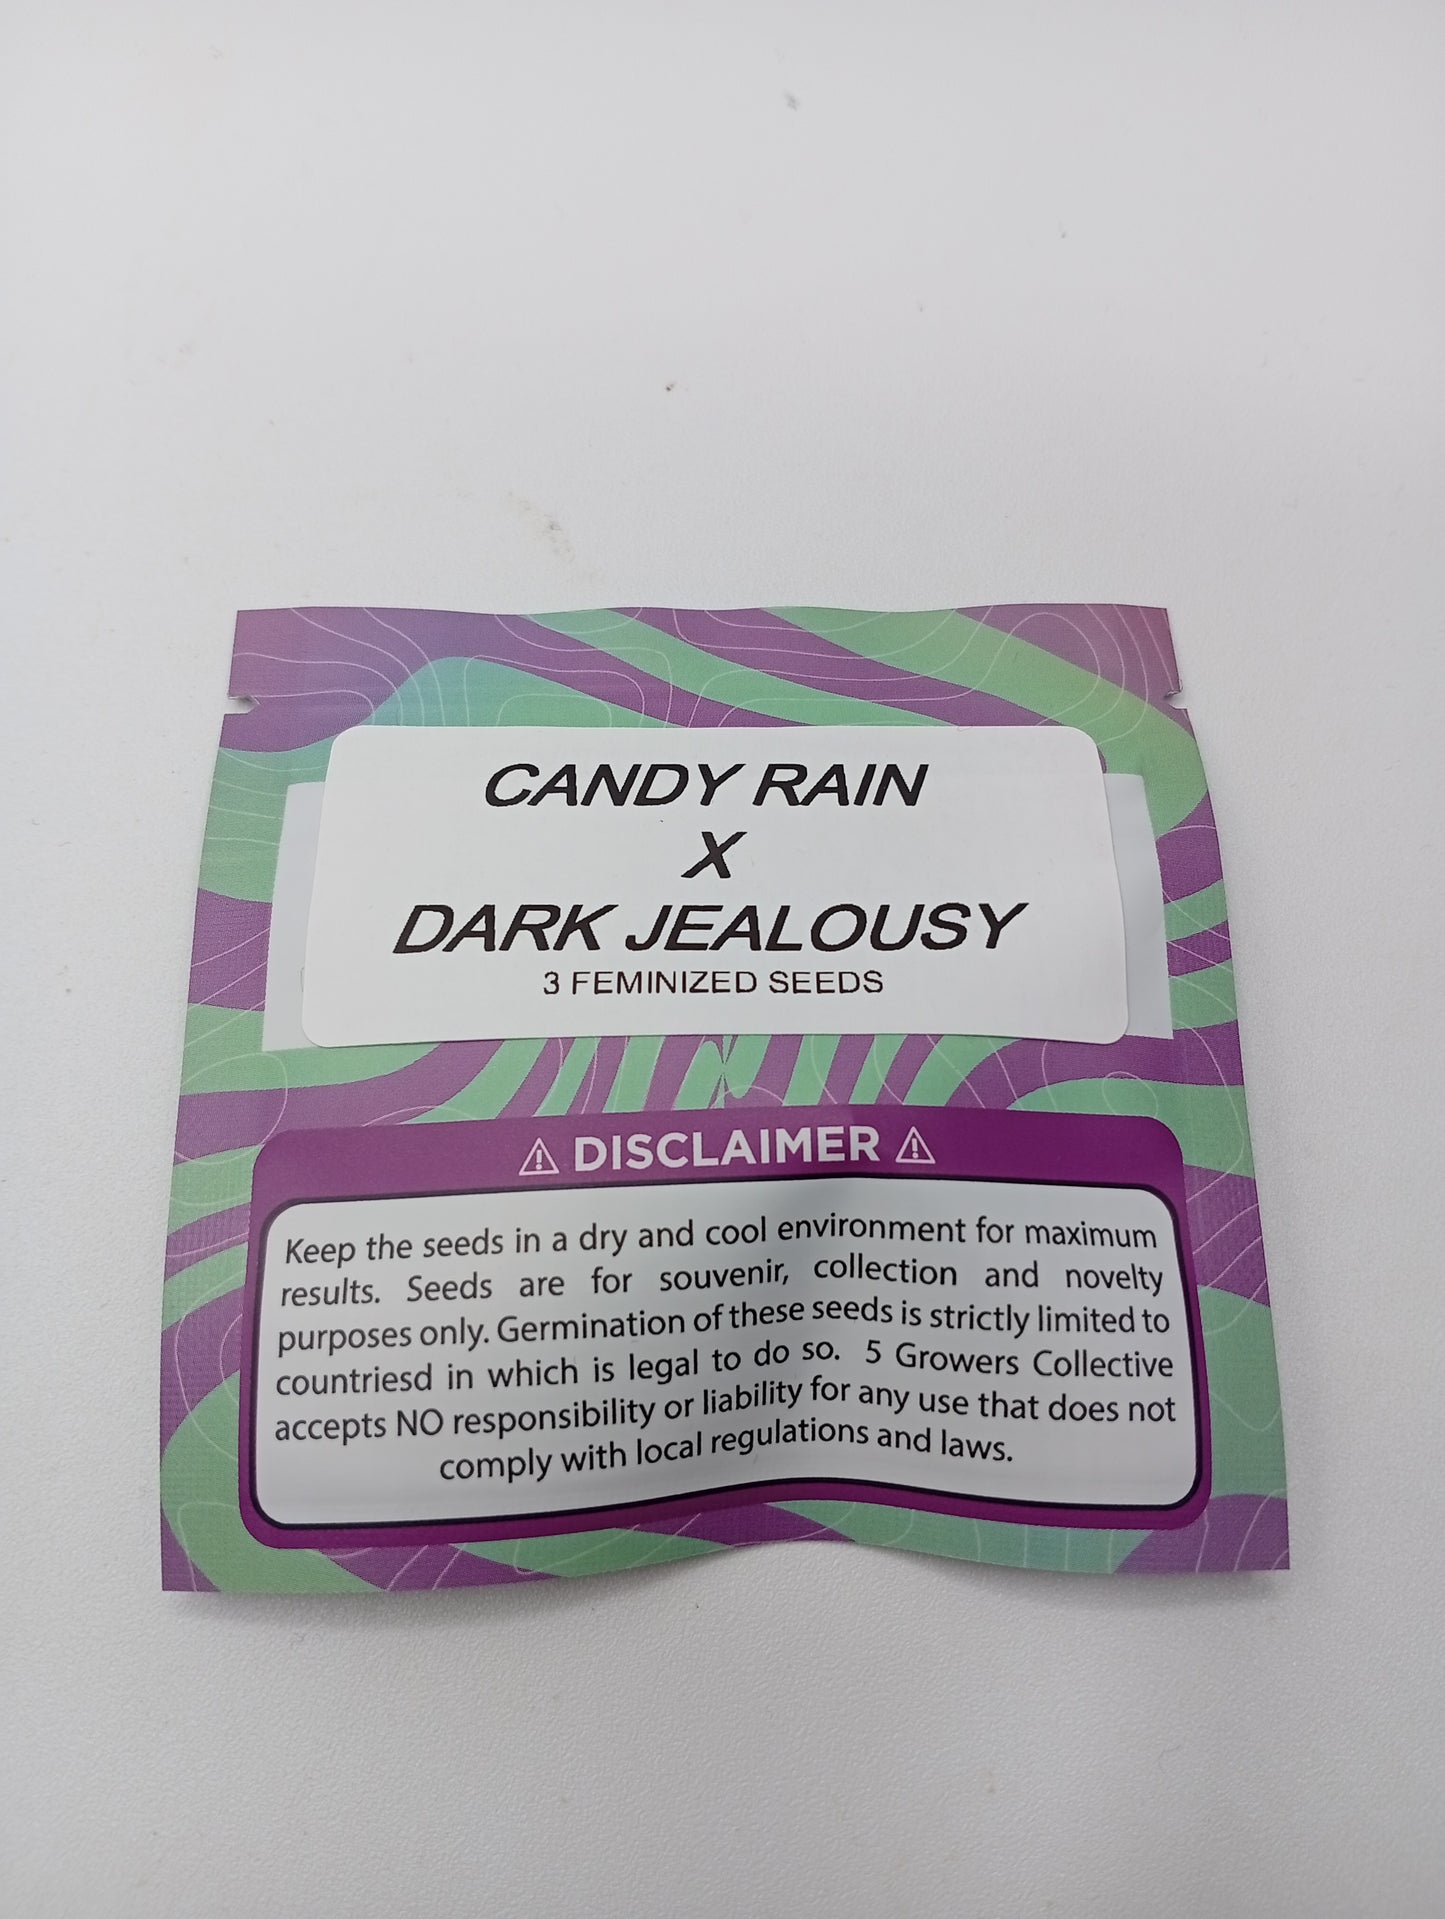 CANDY RAIN
X
DARK JEALOUSY
3 FEMINIZED SEEDS
DISCLAIMER
Keep the seeds in a dry and cool environment for maximum
results. Seeds are for souvenir, collection and novelty
purposes only. Germination of these seeds is strictly limited to
countriesd in which is legal to do so. 5 Growers Collective
accepts NO responsibility or liability for any use that does not
comply with local regulations and laws.